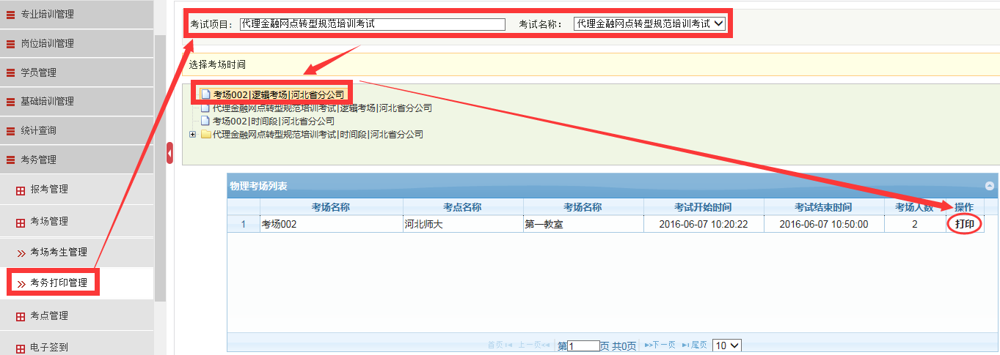 专业培训管理
岗位培训管理
学员管理
基础培训管理
统计查询
考务管理
报考管理
考场管理
考场考生管理
考务打印管理
考点管理
电子签到
考试项目： 代理金融网点转型规范培训考试 考试名称： 代理金融网点转型规范培训考试
选择考场时间
考场002|逻辑考场|河北省分公司
代理金融网点转型规范培训考试|逻辑考场|河北省分公司
考场002|时间段|河北省分公司
代理金融网点转型规范培训考试|时间段|河北省分公司
物理考场列表
考场名称 考点名称 考场名称 考试开始时间 考试结束时间 考场人数 操作
1 考场002 河北师大 第一教室 2016-06-07 10:20:22 2016-06-07 10:50:00 2 打印
首页 上一页 第1页 共0页 下一页 尾页 10